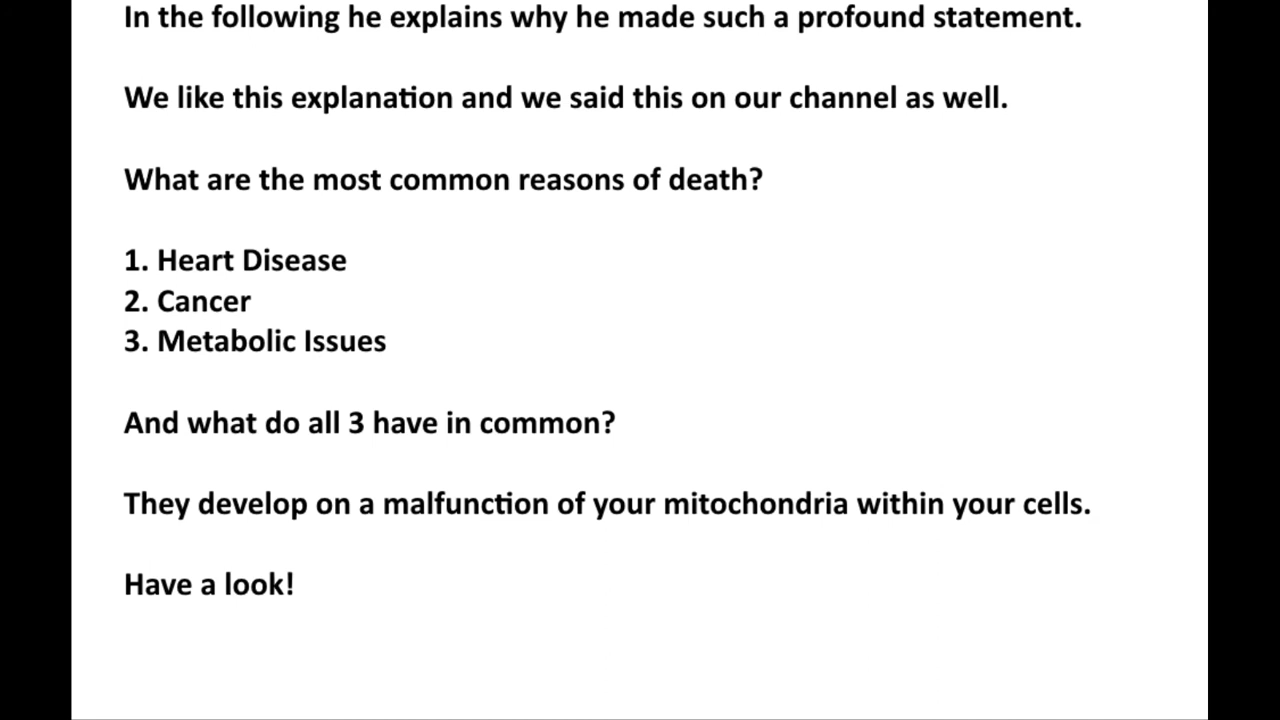 In the following he explains why he made such a profound statement.
We like this explanation and we said this on our channel as well.
What are the most common reasons of death?
1. Heart Disease
2. Cancer
3. Metabolic Issues
And what do all 3 have in common?
They develop on a malfunction of your mitochondria within your cells.
Have a look!